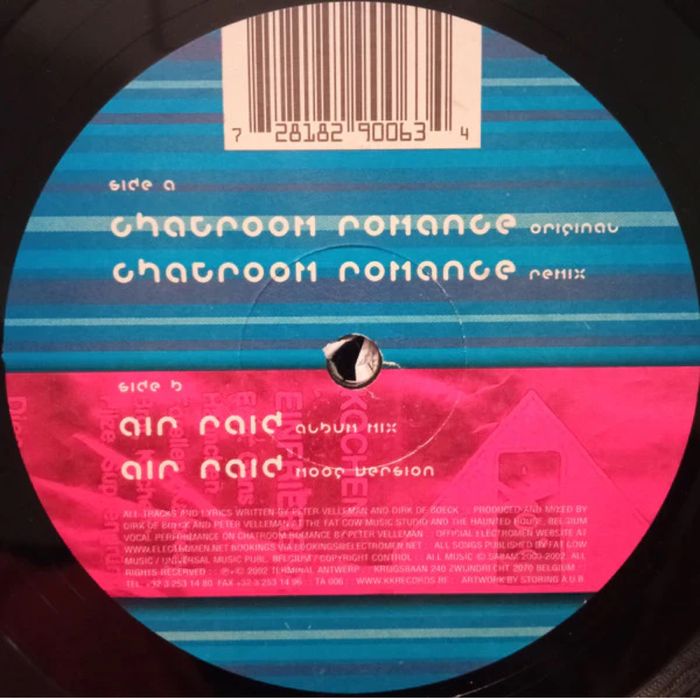 7 28182 90063 4
side a
chatroom romance original
chatroom romance remix
side b
air raid album mix
air raid moog version
KOCHEN
EINFRIE
ALL TRACKS AND LYRICS WRITTEN BY PETER VELLEMAN AND DIRK DE BOECK : PRODUCED AND MIXED BY
DIRK DE BOECK AND PETER VELLEMAN AT THE FAT COW MUSIC STUDIO AND THE HAUNTED HOUSE, BELGIUM
VOCAL PERFORMANCE ON CHATROOM ROMANCE BY PETER VELLEMAN : OFFICIAL ELECTROMEN WEBSITE AT
WWW.ELECTROMEN.NET BOOKINGS VIA BOOKINGS@ELECTROMEN.NET : ALL SONGS PUBLISHED BY FAT COW
MUSIC / UNIVERSAL MUSIC PUBL. BELGIUM / COPYRIGHT CONTROL : ALL MUSIC © SABAM 2001-2002. ALL
RIGHTS RESERVED : ℗ + © 2002 TERMINAL ANTWERP : KRIJGSBAAN 240 ZWIJNDRECHT 2070 BELGIUM
TEL +32 3 253 14 80 FAX +32 3 253 14 96 : TA 006 : WWW.KKRECORDS.BE : ARTWORK BY STORING A.U.B.